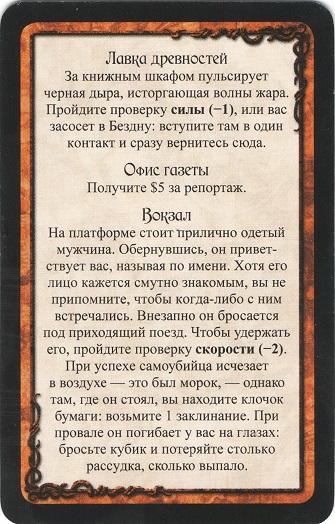 Лавка древностей
За книжным шкафом пульсирует
черная дыра, исторгающая волны жара.
Пройдите проверку силы (−1), или вас
засосет в Бездну: вступите там в один
контакт и сразу вернитесь сюда.
Офис газеты
Получите $5 за репортаж.
Вокзал
На платформе стоит прилично одетый
мужчина. Обернувшись, он привет-
ствует вас, называя по имени. Хотя его
лицо кажется смутно знакомым, вы не
припомните, чтобы когда-либо с ним
встречались. Внезапно он бросается
под приходящий поезд. Чтобы удержать
его, пройдите проверку скорости (−2).
При успехе самоубийца исчезает
в воздухе — это был морок, — однако
там, где он стоял, вы находите клочок
бумаги: возьмите 1 заклинание. При
провале он погибает у вас на глазах:
бросьте кубик и потеряйте столько
рассудка, сколько выпало.